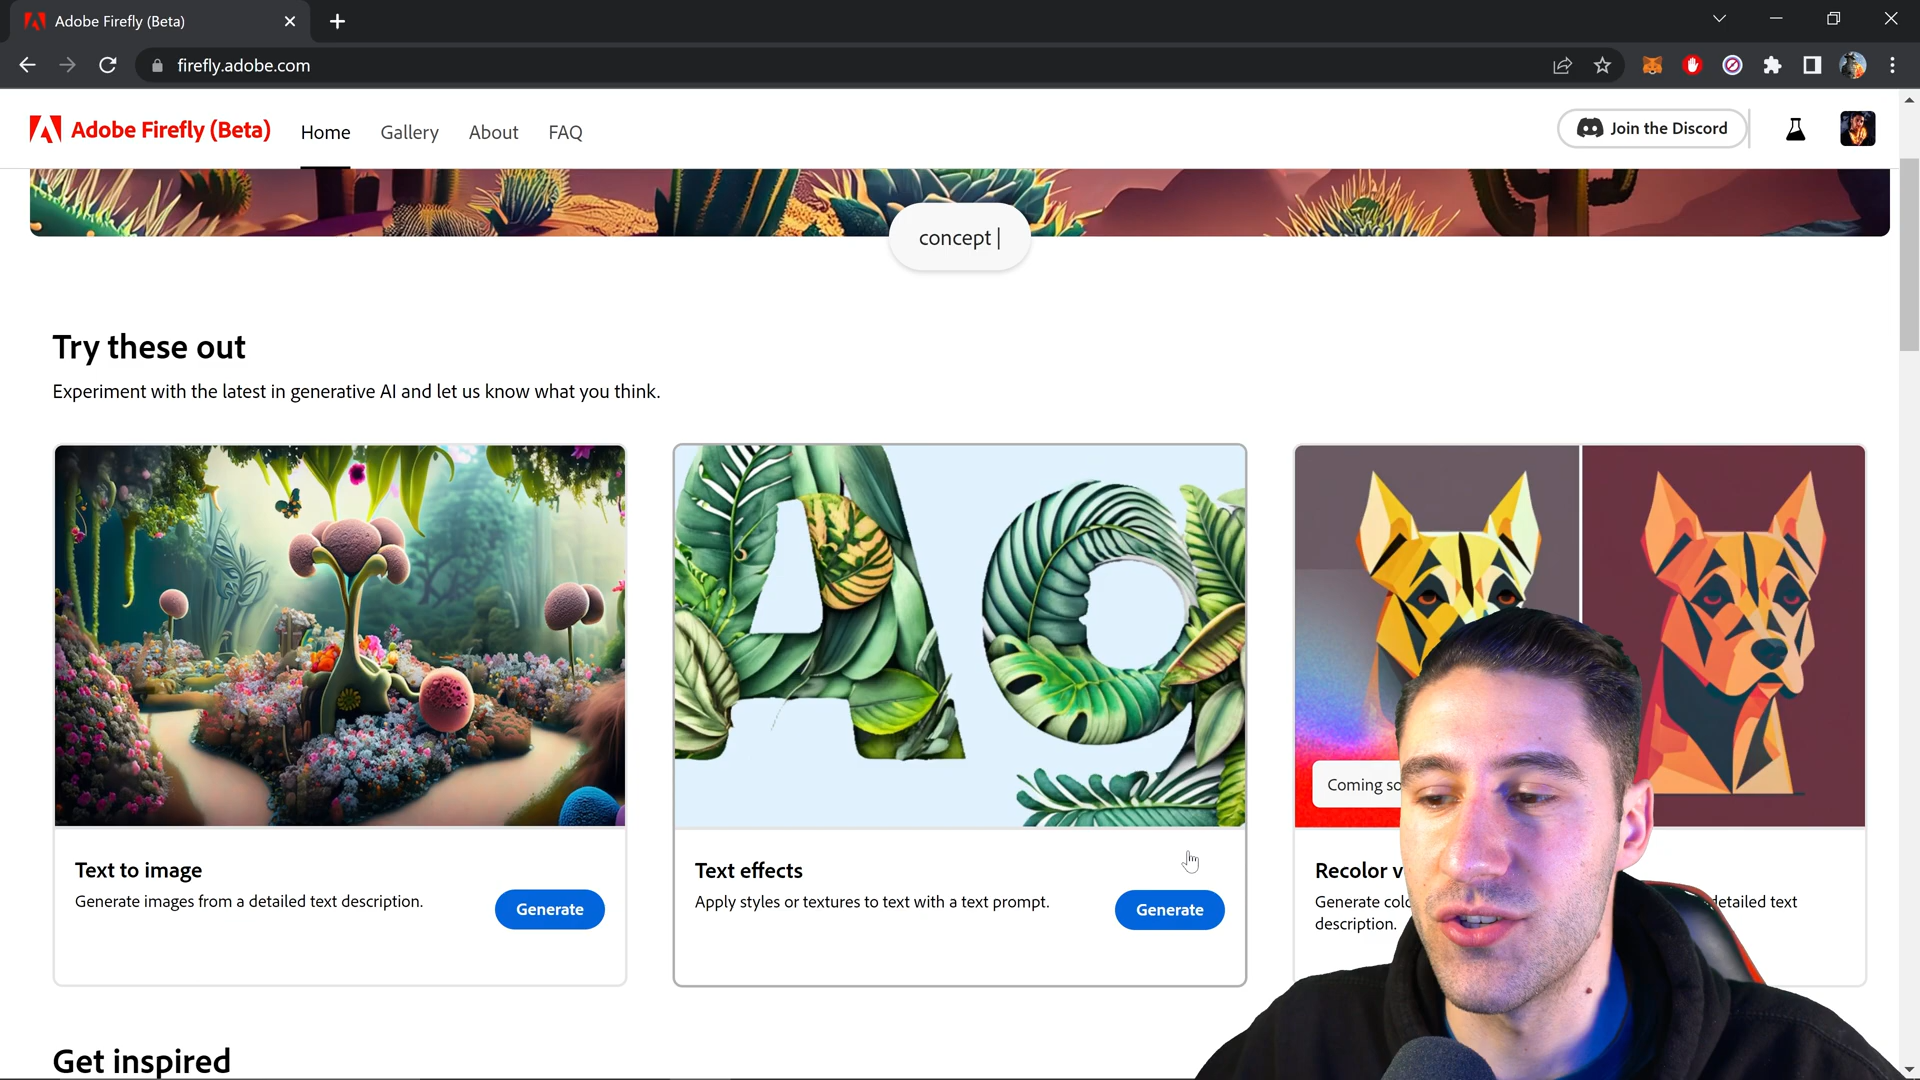 Adobe Firefly (Beta)
firefly.adobe.com
Adobe Firefly (Beta)
Home
Gallery
About
FAQ
Join the Discord
concept |
Try these out
Experiment with the latest in generative AI and let us know what you think.
Coming so
Text to image
Generate images from a detailed text description.
Generate
Text effects
Apply styles or textures to text with a text prompt.
Generate
Recolor v
Generate colo detailed text
description.
Get inspired